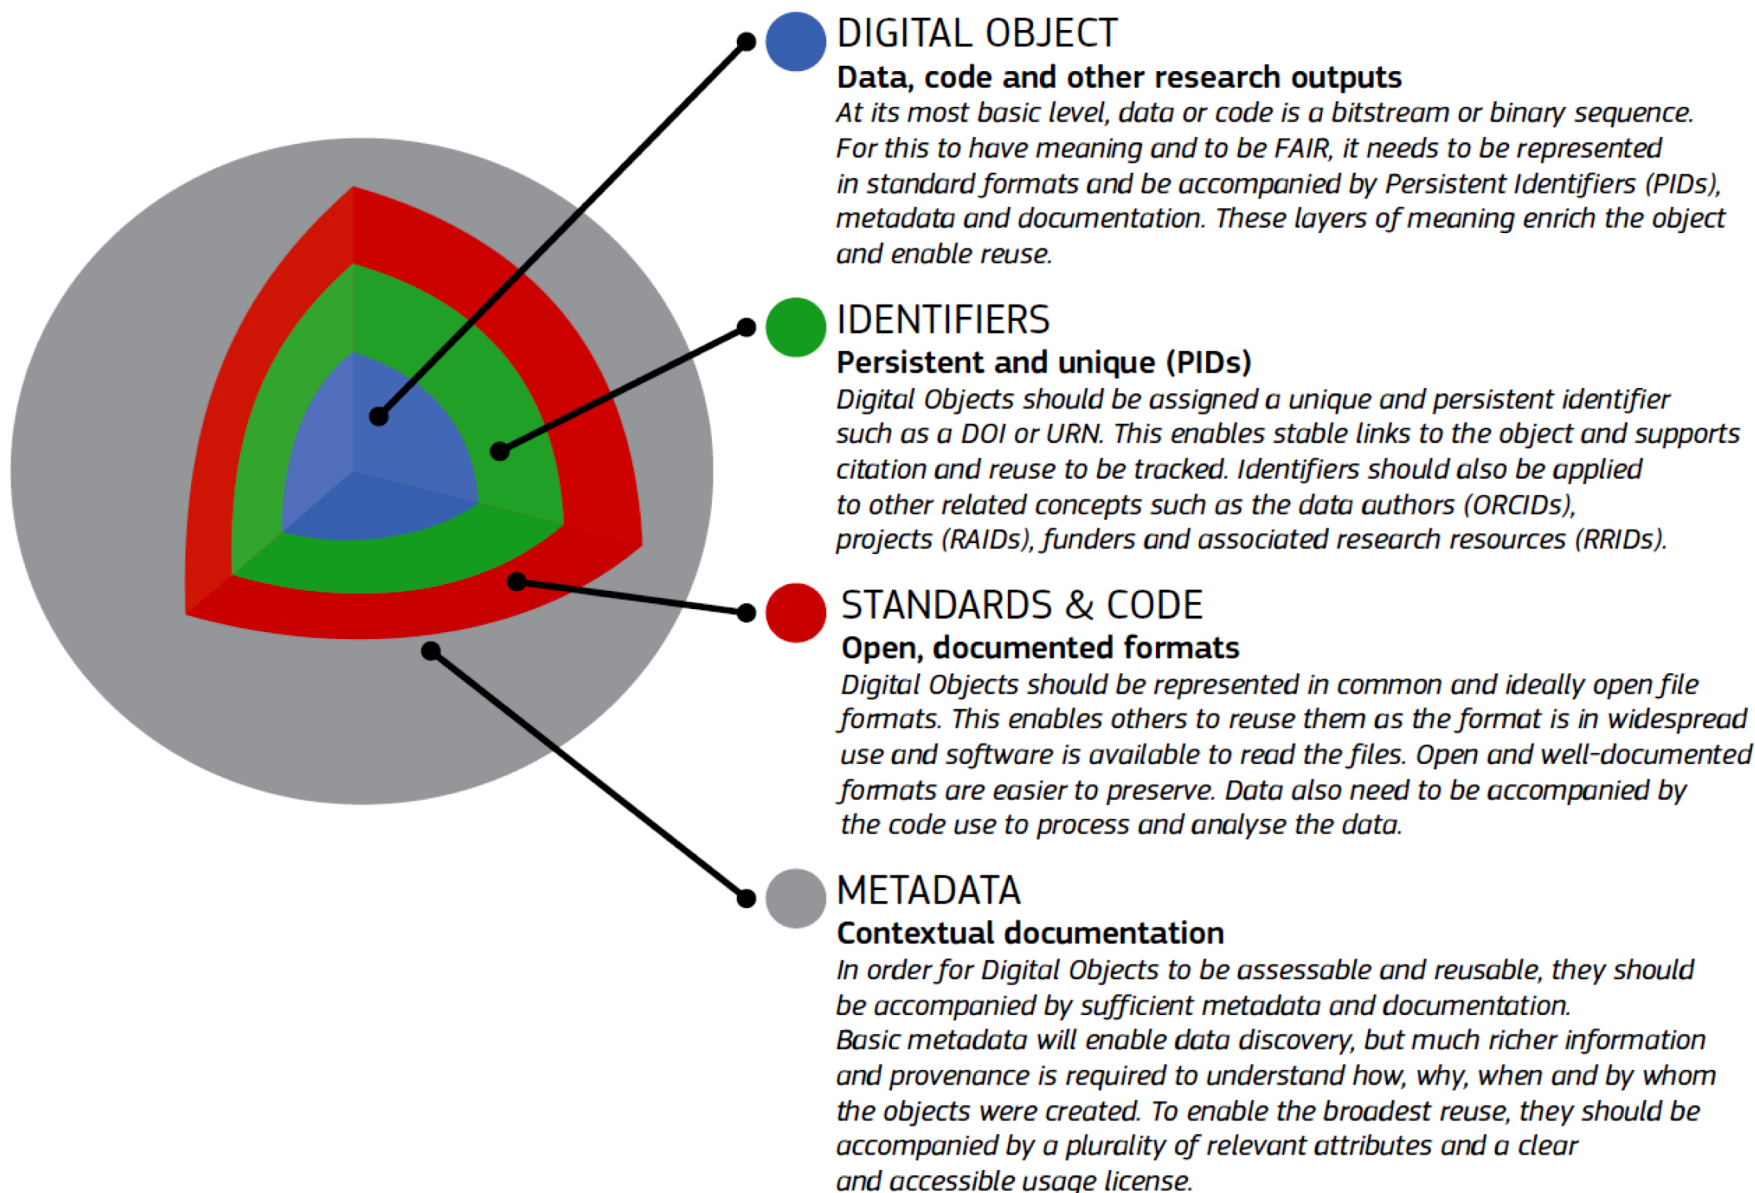 DIGITAL OBJECT
Data, code and other research outputs
At its most basic level, data or code is a bitstream or binary sequence.
For this to have meaning and to be FAIR, it needs to be represented
in standard formats and be accompanied by Persistent Identifiers (PIDs),
metadata and documentation. These layers of meaning enrich the object
and enable reuse.
IDENTIFIERS
Persistent and unique (PIDs)
Digital Objects should be assigned a unique and persistent identifier
such as a DOI or URN. This enables stable links to the object and supports
citation and reuse to be tracked. Identifiers should also be applied
to other related concepts such as the data authors (ORCIDs),
projects (RAIDs), funders and associated research resources (RRIDs).
STANDARDS & CODE
Open, documented formats
Digital Objects should be represented in common and ideally open file
formats. This enables others to reuse them as the format is in widespread
use and software is available to read the files. Open and well-documented
formats are easier to preserve. Data also need to be accompanied by
the code use to process and analyse the data.
METADATA
Contextual documentation
In order for Digital Objects to be assessable and reusable, they should
be accompanied by sufficient metadata and documentation.
Basic metadata will enable data discovery, but much richer information
and provenance is required to understand how, why, when and by whom
the objects were created. To enable the broadest reuse, they should be
accompanied by a plurality of relevant attributes and a clear
and accessible usage license.